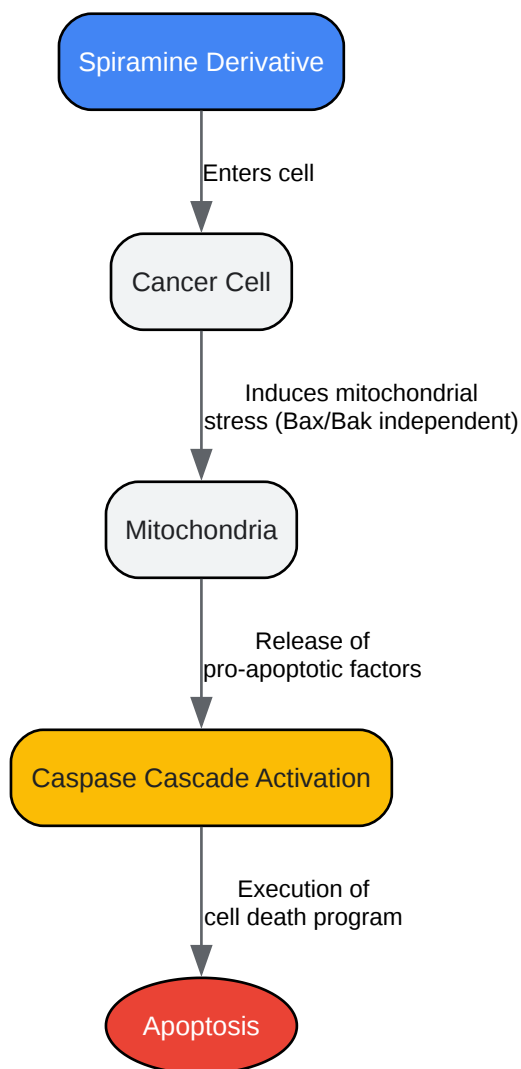 Spiramine Derivative
Enters cell
Cancer Cell
Induces mitochondrial
stress (Bax/Bak independent)
Mitochondria
Release of
pro-apoptotic factors
Caspase Cascade Activation
Execution of
cell death program
Apoptosis